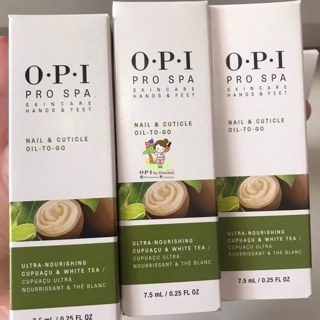 O·P·I
PRO SPA
SKINCARE
HANDS & FEET
NAIL & CUTICLE
OIL-TO-GO
ULTRA-NOURISHING
CUPUAÇU & WHITE TEA /
CUPUAÇU ULTRA-
NOURRISSANT & THÉ BLANC
7.5 mL / 0.25 FL OZ
O·P·I
PRO SPA
SKINCARE
HANDS & FEET
NAIL & CUTICLE
OIL-TO-GO
O·P·I
ULTRA-NOURISHING
CUPUAÇU & WHITE TEA /
CUPUAÇU ULTRA-
NOURRISSANT & THÉ BLANC
7.5 mL / 0.25 FL OZ
O·P·I
PRO SPA
SKINCARE
HANDS & FEET
NAIL & CUTICLE
OIL-TO-GO
ULTRA-NOURISHING
CUPUAÇU & WHITE TEA /
CUPUAÇU ULTRA-
NOURRISSANT & THÉ BLANC
7.5 mL / 0.25 FL OZ